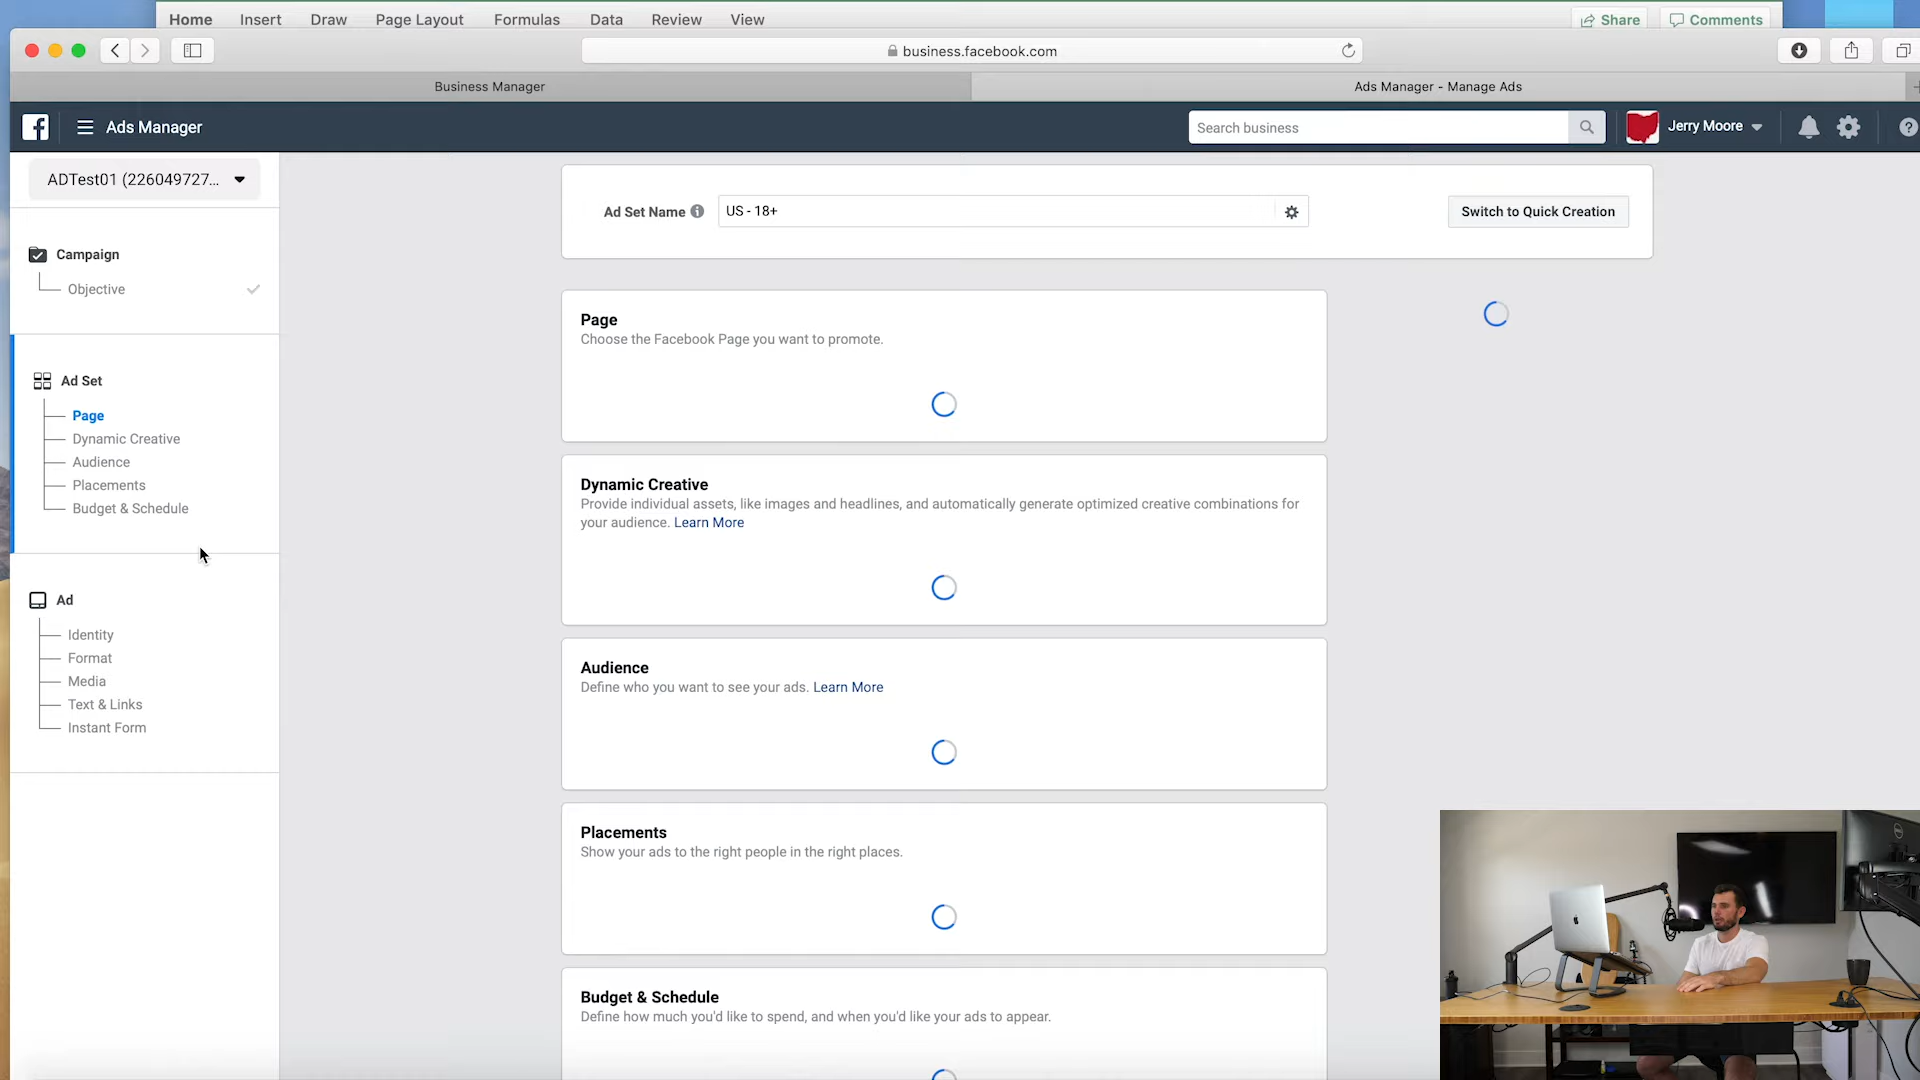 Home Insert Draw Page Layout Formulas Data Review View Share Comments
business.facebook.com
Business Manager Ads Manager - Manage Ads
Ads Manager Search business Jerry Moore
ADTest01 (226049727...
Campaign
Objective
Ad Set
Page
Dynamic Creative
Audience
Placements
Budget & Schedule
Ad
Identity
Format
Media
Text & Links
Instant Form
Ad Set Name US - 18+ Switch to Quick Creation
Page
Choose the Facebook Page you want to promote.
Dynamic Creative
Provide individual assets, like images and headlines, and automatically generate optimized creative combinations for
your audience. Learn More
Audience
Define who you want to see your ads. Learn More
Placements
Show your ads to the right people in the right places.
Budget & Schedule
Define how much you'd like to spend, and when you'd like your ads to appear.